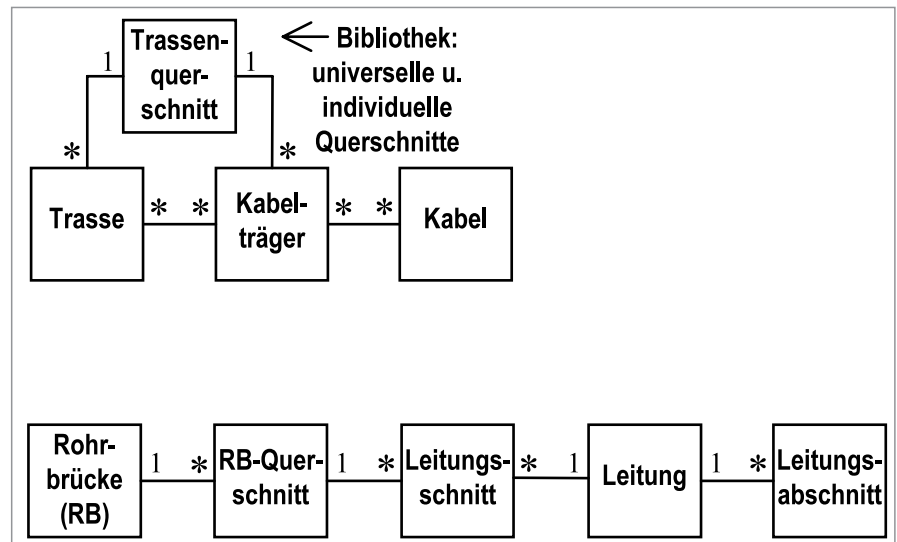 Trassen-
quer-
schnitt
1
1
Bibliothek:
universelle u.
individuelle
Querschnitte
*
*
Trasse
* *
Kabel-
träger
* *
Kabel
Rohr-
brücke
(RB)
1 *
RB-Quer-
schnitt
1 *
Leitungs-
schnitt
* 1
Leitung
1 *
Leitungs-
abschnitt